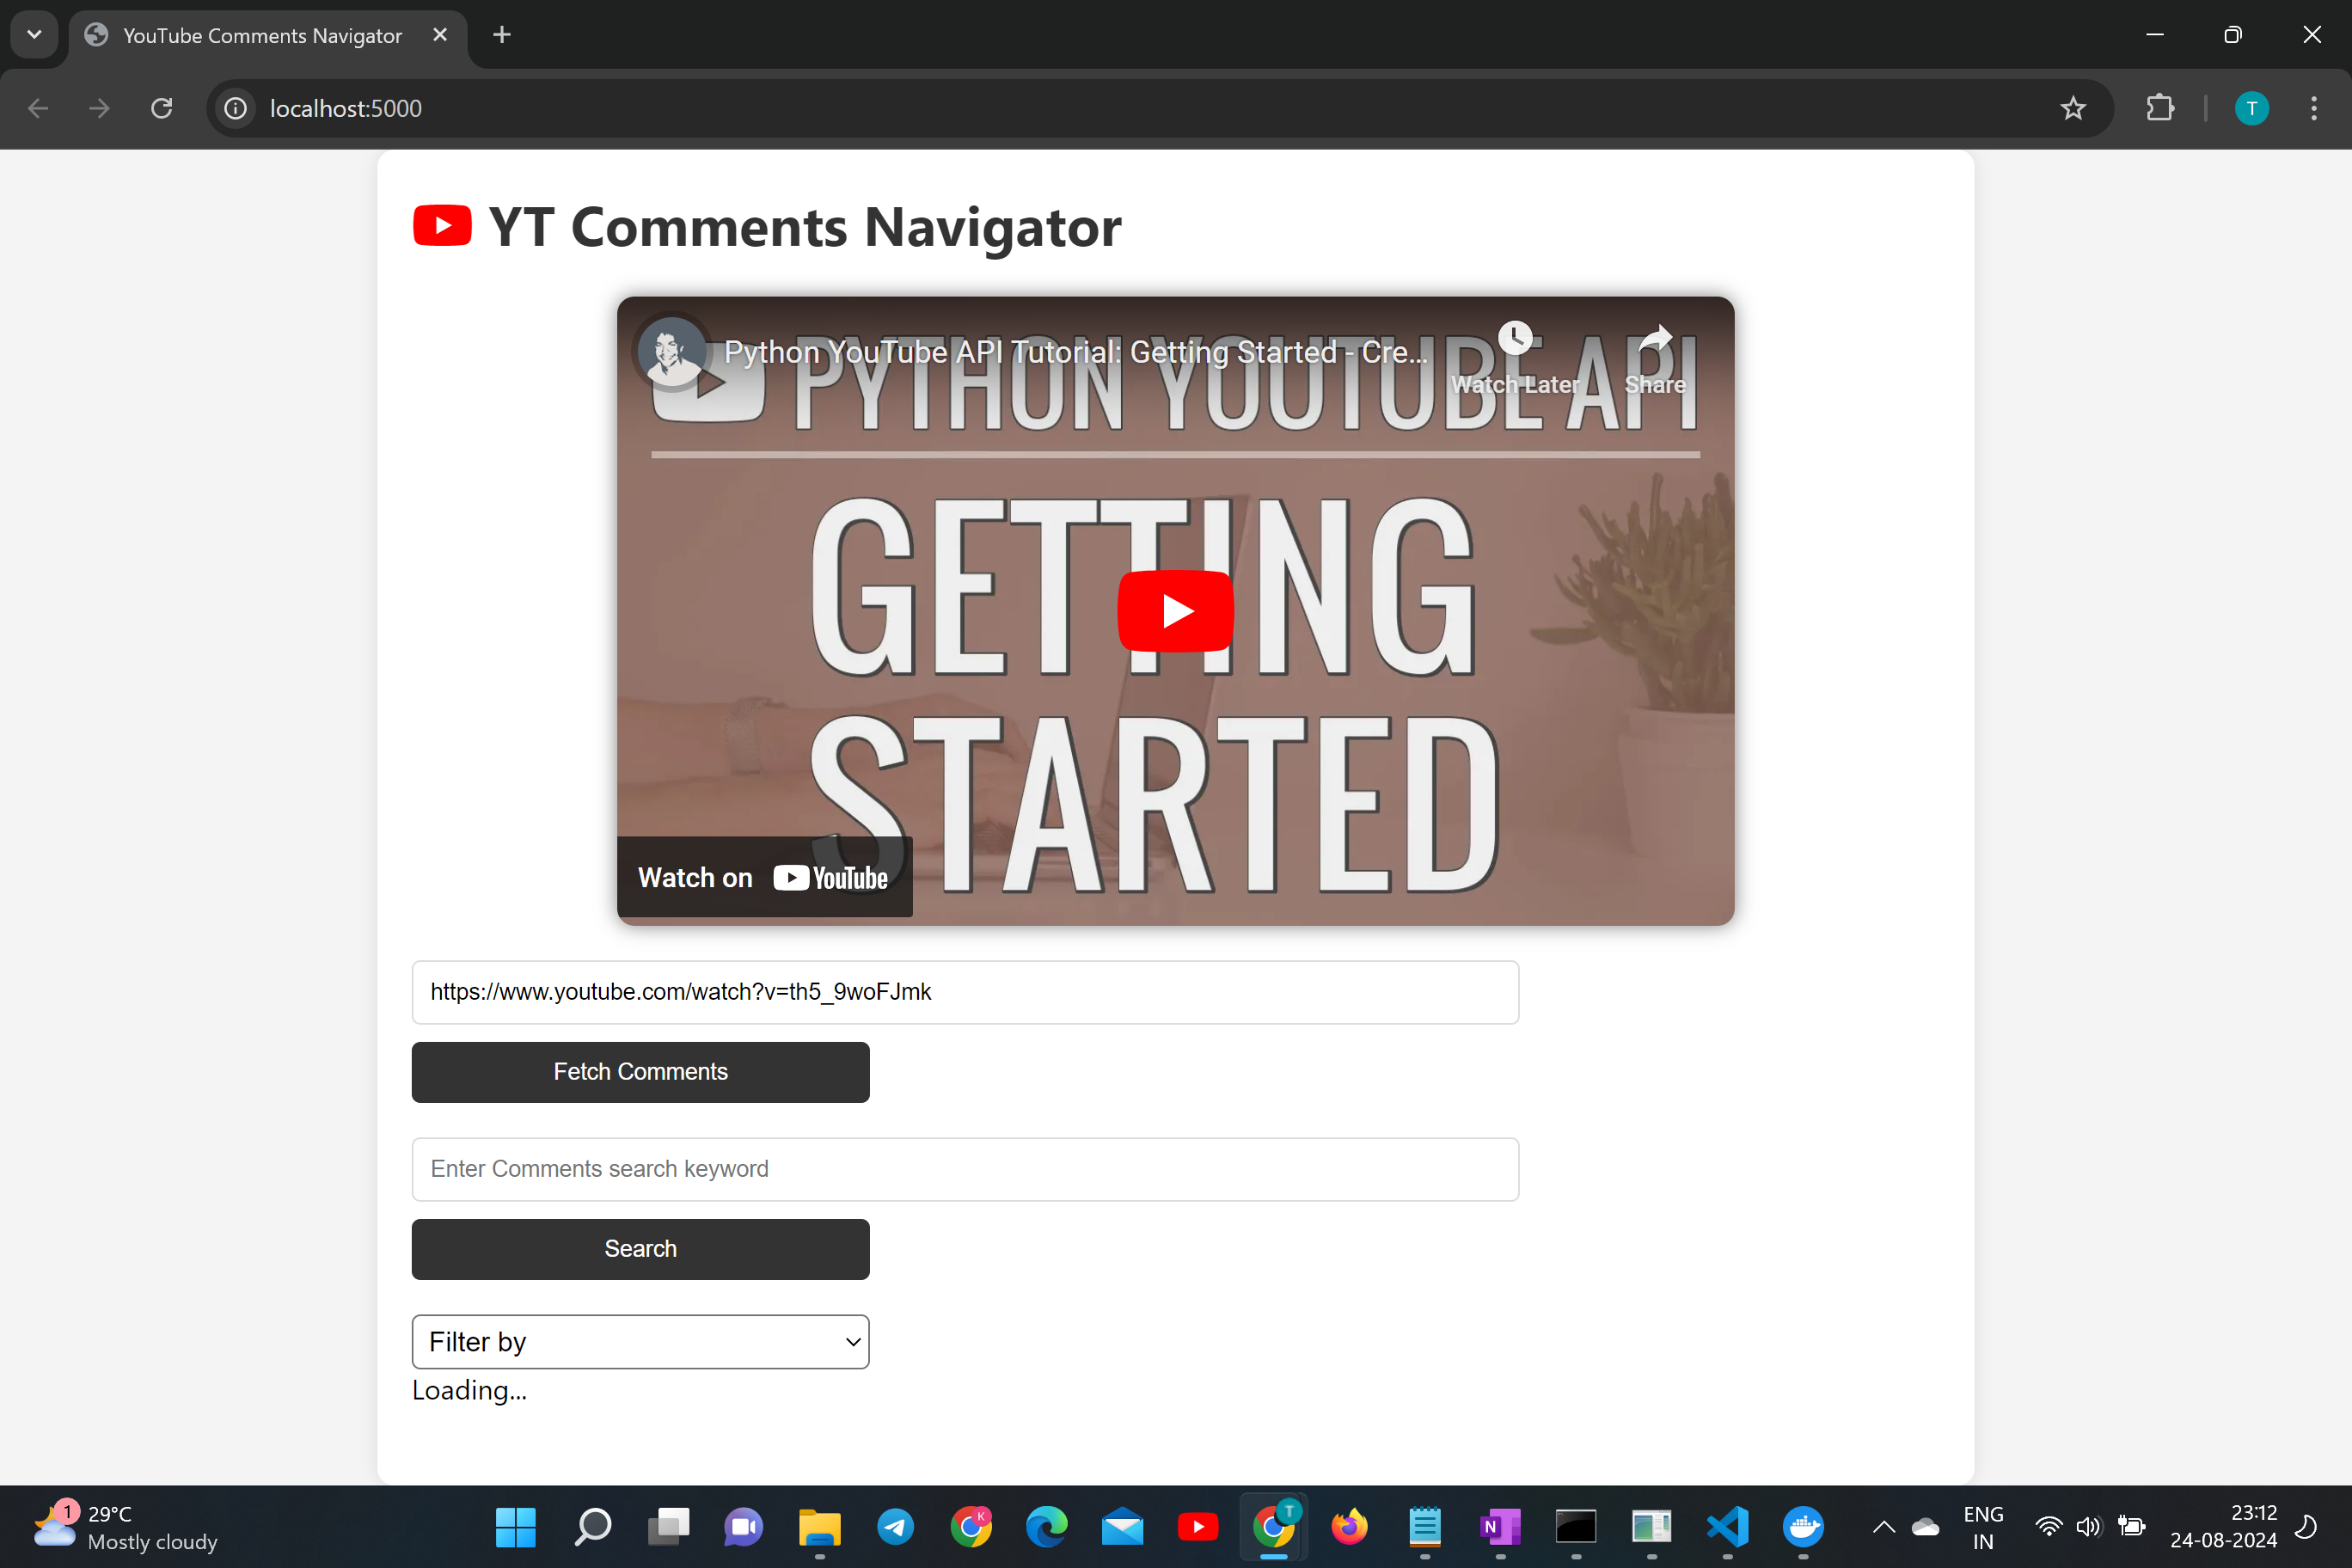 YouTube Comments Navigator
localhost:5000
T
YT Comments Navigator
Python YouTube API Tutorial: Getting Started - Cre...
Watch Later
Share
PYTHON YOUTUBE API
GETTING
STARTED
Watch on YouTube
https://www.youtube.com/watch?v=th5_9woFJmk
Fetch Comments
Enter Comments search keyword
Search
Filter by
Loading...
1
29°C
Mostly cloudy
K
T
N
ENG
IN
23:12
24-08-2024